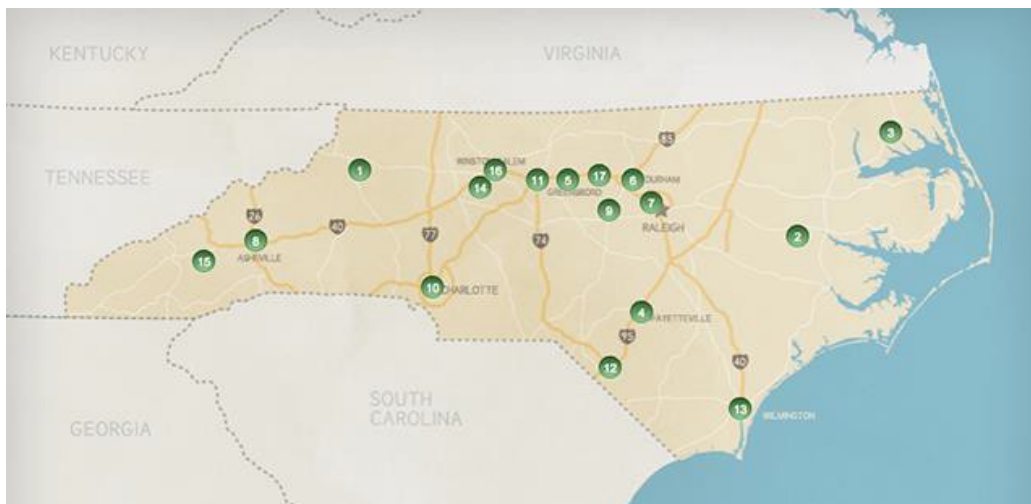 KENTUCKY
VIRGINIA
3
85
1
WINSTON-SALEM
16
TENNESSEE
14
11
5
17
6
DURHAM
GREENSBORO
7
9
26
40
77
74
RALEIGH
2
8
15
ASHEVILLE
10
CHARLOTTE
4
FAYETTEVILLE
95
12
40
SOUTH
CAROLINA
13
WILMINGTON
GEORGIA